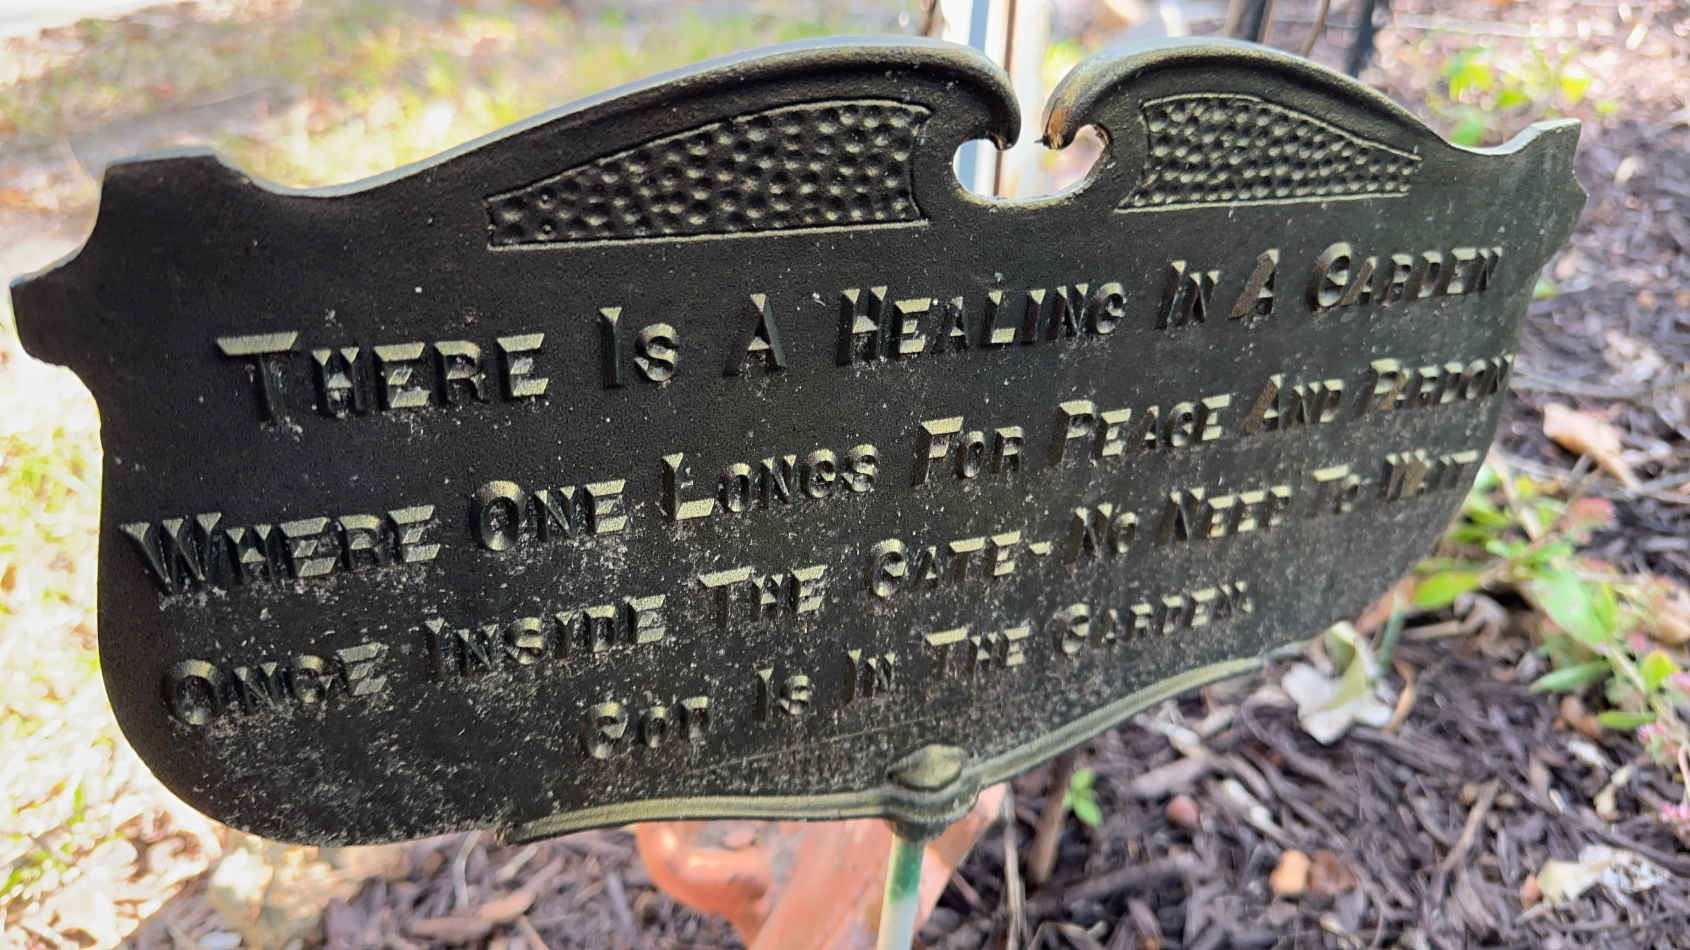 THERE IS A HEALING IN A GARDEN
WHERE ONE LONGS FOR PEACE AND PARDON
ONCE INSIDE THE GATE- NO NEED TO WAIT
GOD IS IN THE GARDEN.